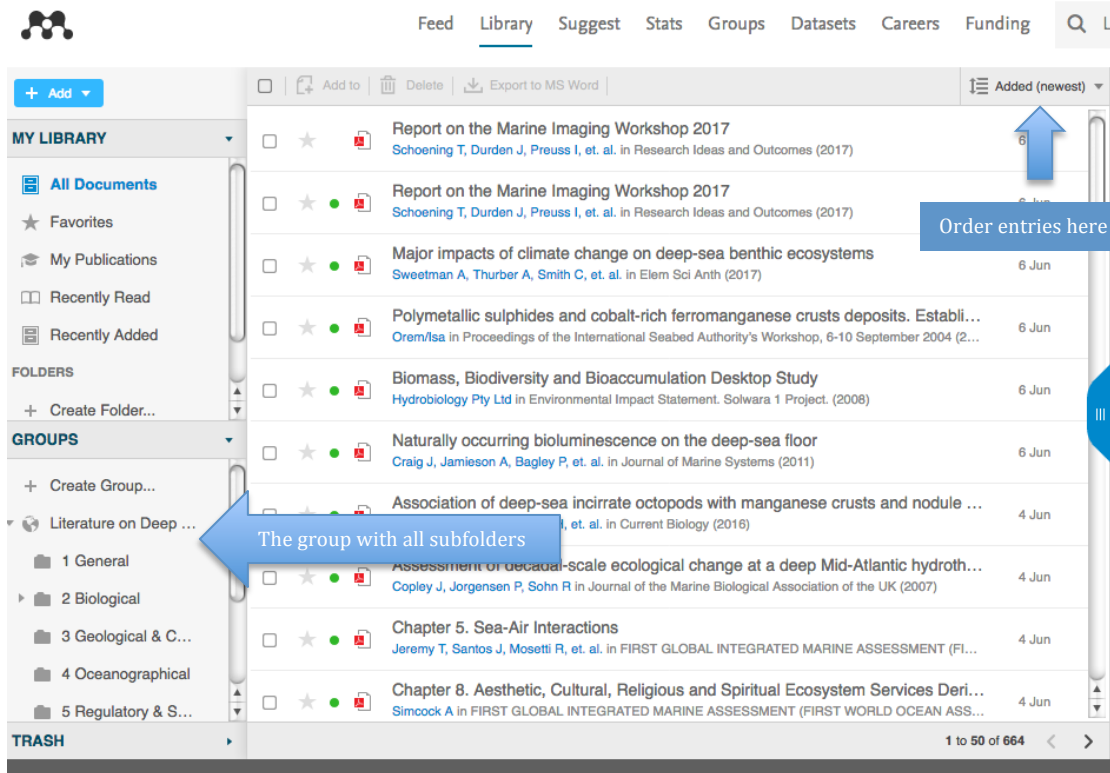 Feed Library Suggest Stats Groups Datasets Careers Funding
+ Add
Add to Delete Export to MS Word
Added (newest)
MY LIBRARY
All Documents
Favorites
My Publications
Recently Read
Recently Added
FOLDERS
+ Create Folder...
GROUPS
+ Create Group...
Literature on Deep ...
1 General
2 Biological
3 Geological & C...
4 Oceanographical
5 Regulatory & S...
TRASH
Report on the Marine Imaging Workshop 2017
Schoening T, Durden J, Preuss I, et. al. in Research Ideas and Outcomes (2017)
Report on the Marine Imaging Workshop 2017
Schoening T, Durden J, Preuss I, et. al. in Research Ideas and Outcomes (2017)
Order entries here
Major impacts of climate change on deep-sea benthic ecosystems
Sweetman A, Thurber A, Smith C, et. al. in Elem Sci Anth (2017)
6 Jun
Polymetallic sulphides and cobalt-rich ferromanganese crusts deposits. Establi...
Orem/Isa in Proceedings of the International Seabed Authority's Workshop, 6-10 September 2004 (2...
6 Jun
Biomass, Biodiversity and Bioaccumulation Desktop Study
Hydrobiology Pty Ltd in Environmental Impact Statement. Solwara 1 Project. (2008)
6 Jun
Naturally occurring bioluminescence on the deep-sea floor
Craig J, Jamieson A, Bagley P, et. al. in Journal of Marine Systems (2011)
6 Jun
Association of deep-sea incirrate octopods with manganese crusts and nodule ...
et. al. in Current Biology (2016)
4 Jun
The group with all subfolders
Assessment of decadal-scale ecological change at a deep Mid-Atlantic hydroth...
Copley J, Jorgensen P, Sohn R in Journal of the Marine Biological Association of the UK (2007)
4 Jun
Chapter 5. Sea-Air Interactions
Jeremy T, Santos J, Mosetti R, et. al. in FIRST GLOBAL INTEGRATED MARINE ASSESSMENT (FI...
4 Jun
Chapter 8. Aesthetic, Cultural, Religious and Spiritual Ecosystem Services Deri...
Simcock A in FIRST GLOBAL INTEGRATED MARINE ASSESSMENT (FIRST WORLD OCEAN ASS...
4 Jun
1 to 50 of 664